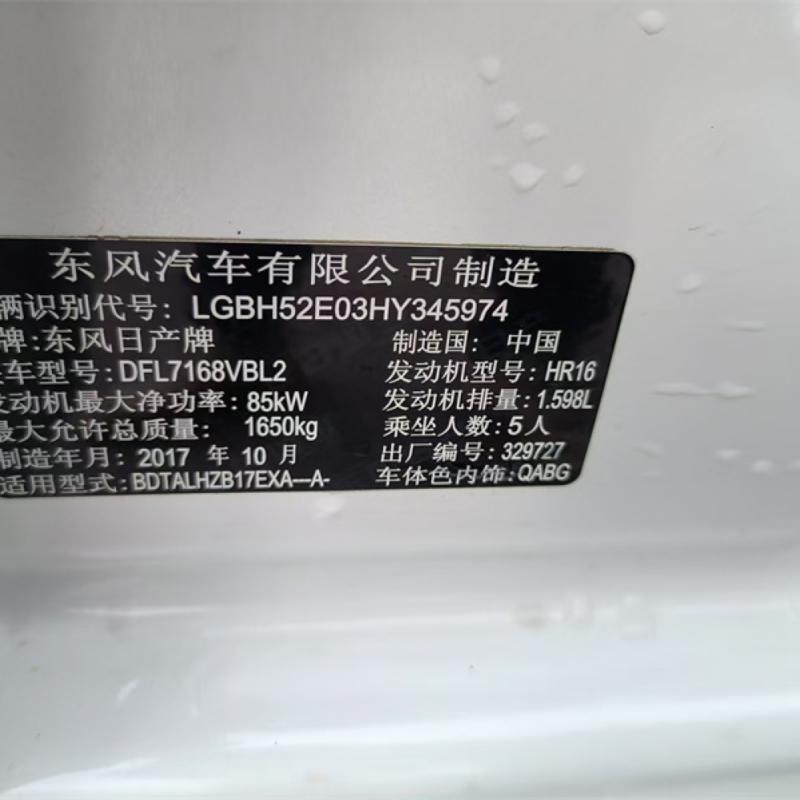 东风汽车有限公司制造
辆识别代号: LGBH52E03HY345974
牌:东风日产牌 制造国: 中国
车型号:DFL7168VBL2 发动机型号: HR16
发动机最大净功率: 85kW 发动机排量:1.598L
最大允许总质量: 1650kg 乘坐人数:5人
制造年月: 2017 年 10 月 出厂编号: 329727
适用型式:BDTALHZB17EXA---A- 车体色内饰:QABG